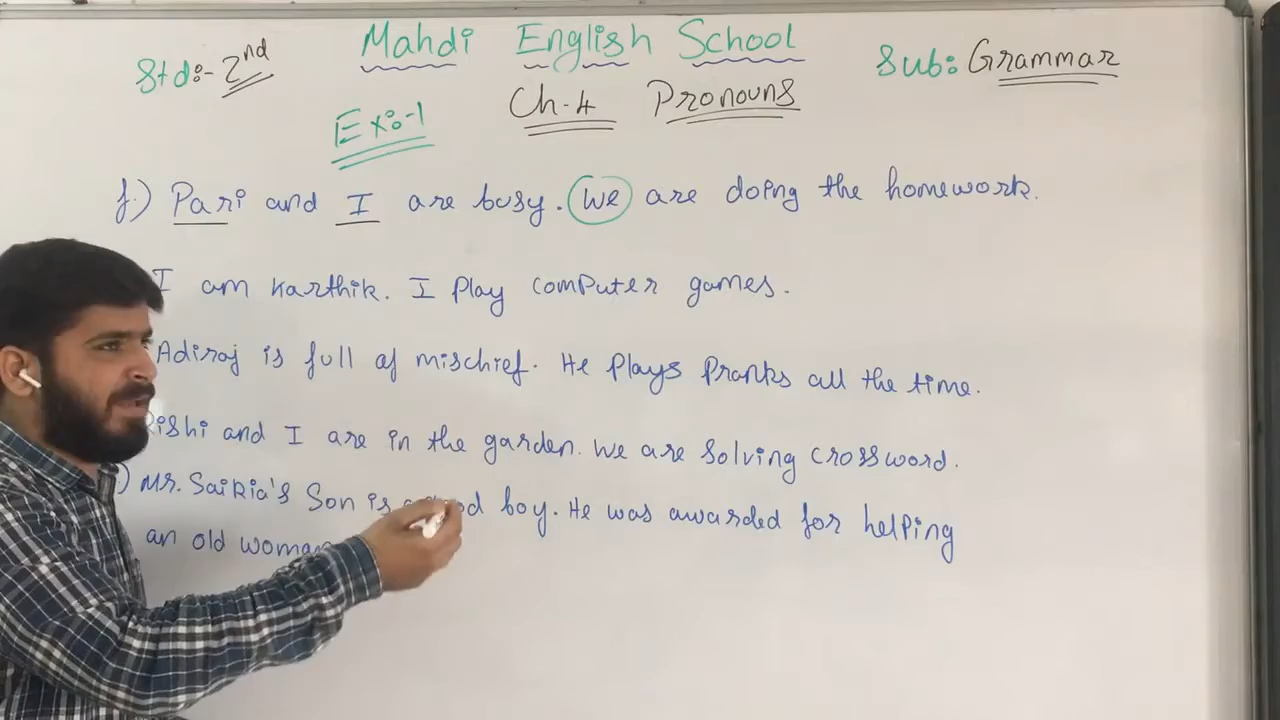 Std:- 2nd
Mahdi English School
Sub: Grammar
Ex:-1
Ch-4 Pronouns
f.) Pari and I are busy. We are doing the homework.
I am Karthik. I play computer games.
Adiraj is full of mischief. He plays pranks all the time.
Rishi and I are in the garden. We are solving crossword.
) Mr. Saikia's son is boy. He was awarded for helping
an old woman